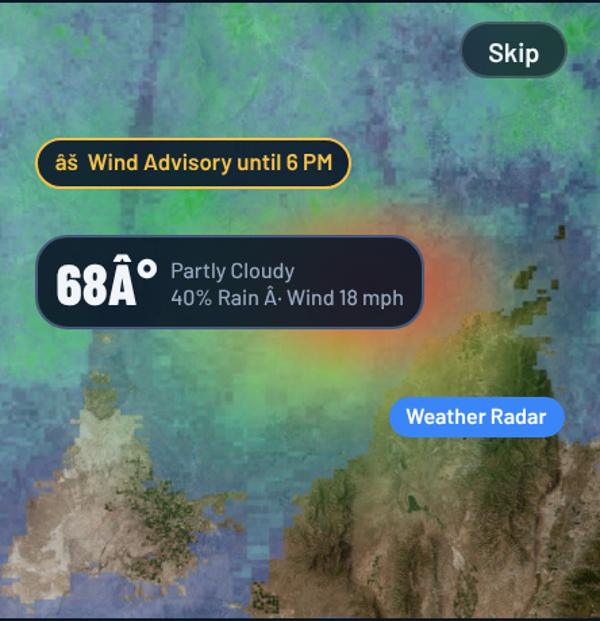 Skip
âš Wind Advisory until 6 PM
68Â°
Partly Cloudy
40% Rain Â· Wind 18 mph
Weather Radar